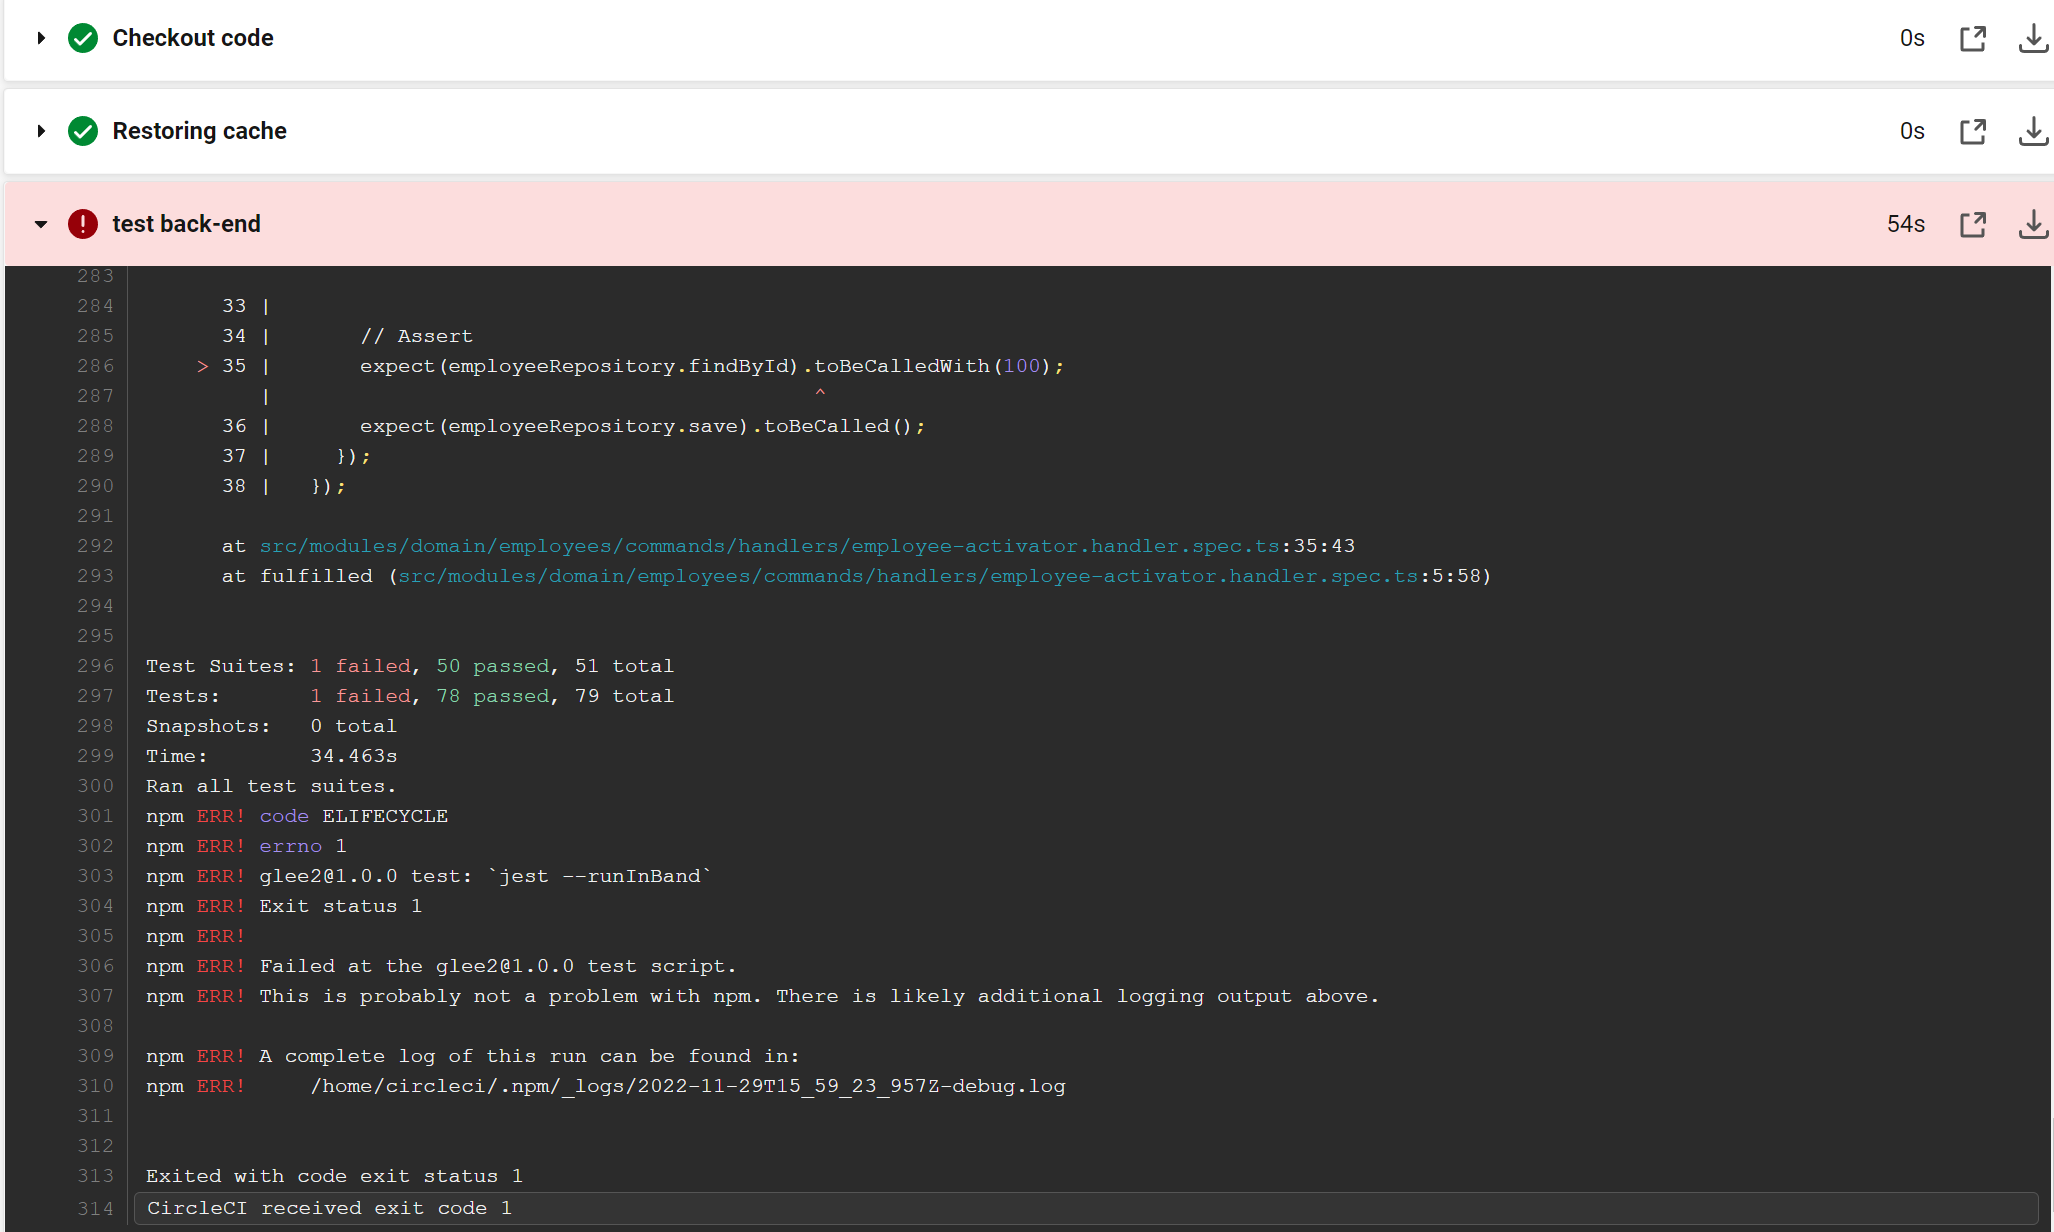 Checkout code 0s
Restoring cache 0s
test back-end 54s
283
284 33 |
285 34 | // Assert
286 > 35 | expect(employeeRepository.findById).toBeCalledWith(100);
287 | ^
288 36 | expect(employeeRepository.save).toBeCalled();
289 37 | });
290 38 | });
291
292 at src/modules/domain/employees/commands/handlers/employee-activator.handler.spec.ts:35:43
293 at fulfilled (src/modules/domain/employees/commands/handlers/employee-activator.handler.spec.ts:5:58)
294
295
296 Test Suites: 1 failed, 50 passed, 51 total
297 Tests: 1 failed, 78 passed, 79 total
298 Snapshots: 0 total
299 Time: 34.463s
300 Ran all test suites.
301 npm ERR! code ELIFECYCLE
302 npm ERR! errno 1
303 npm ERR! glee2@1.0.0 test: `jest --runInBand`
304 npm ERR! Exit status 1
305 npm ERR!
306 npm ERR! Failed at the glee2@1.0.0 test script.
307 npm ERR! This is probably not a problem with npm. There is likely additional logging output above.
308
309 npm ERR! A complete log of this run can be found in:
310 npm ERR! /home/circleci/.npm/_logs/2022-11-29T15_59_23_957Z-debug.log
311
312
313 Exited with code exit status 1
314 CircleCI received exit code 1